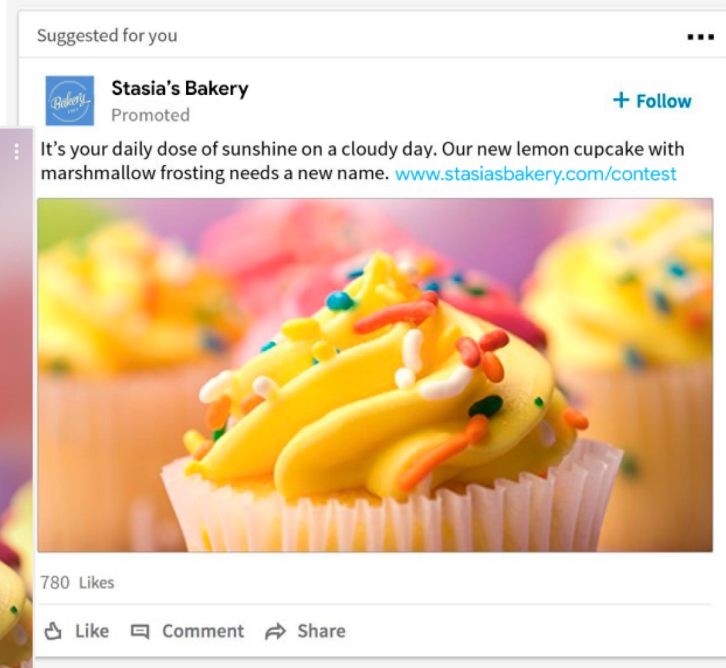 Suggested for you
Bakery
Stasia's Bakery
Promoted
+ Follow
It's your daily dose of sunshine on a cloudy day. Our new lemon cupcake with
marshmallow frosting needs a new name. www.stasiasbakery.com/contest
780 Likes
Like Comment Share